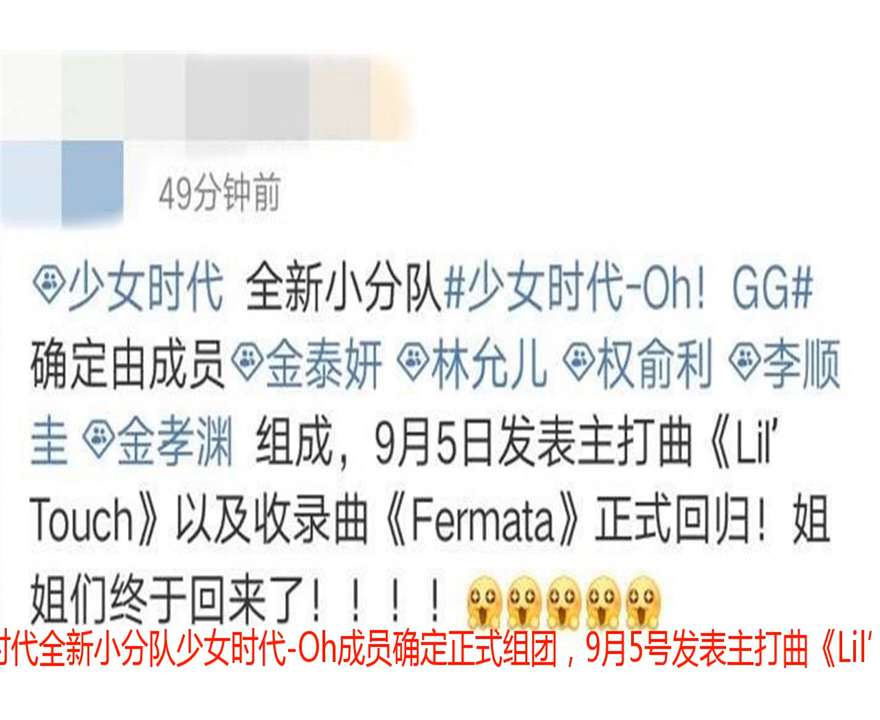 49分钟前
少女时代 全新小分队#少女时代-Oh! GG#
确定由成员金泰妍 林允儿 权俞利 李顺
圭 金孝渊 组成，9月5日发表主打曲《Lil'
Touch》以及收录曲《Fermata》正式回归！姐
姐们终于回来了！！！！
时代全新小分队少女时代-Oh成员确定正式组团，9月5号发表主打曲《Lil'